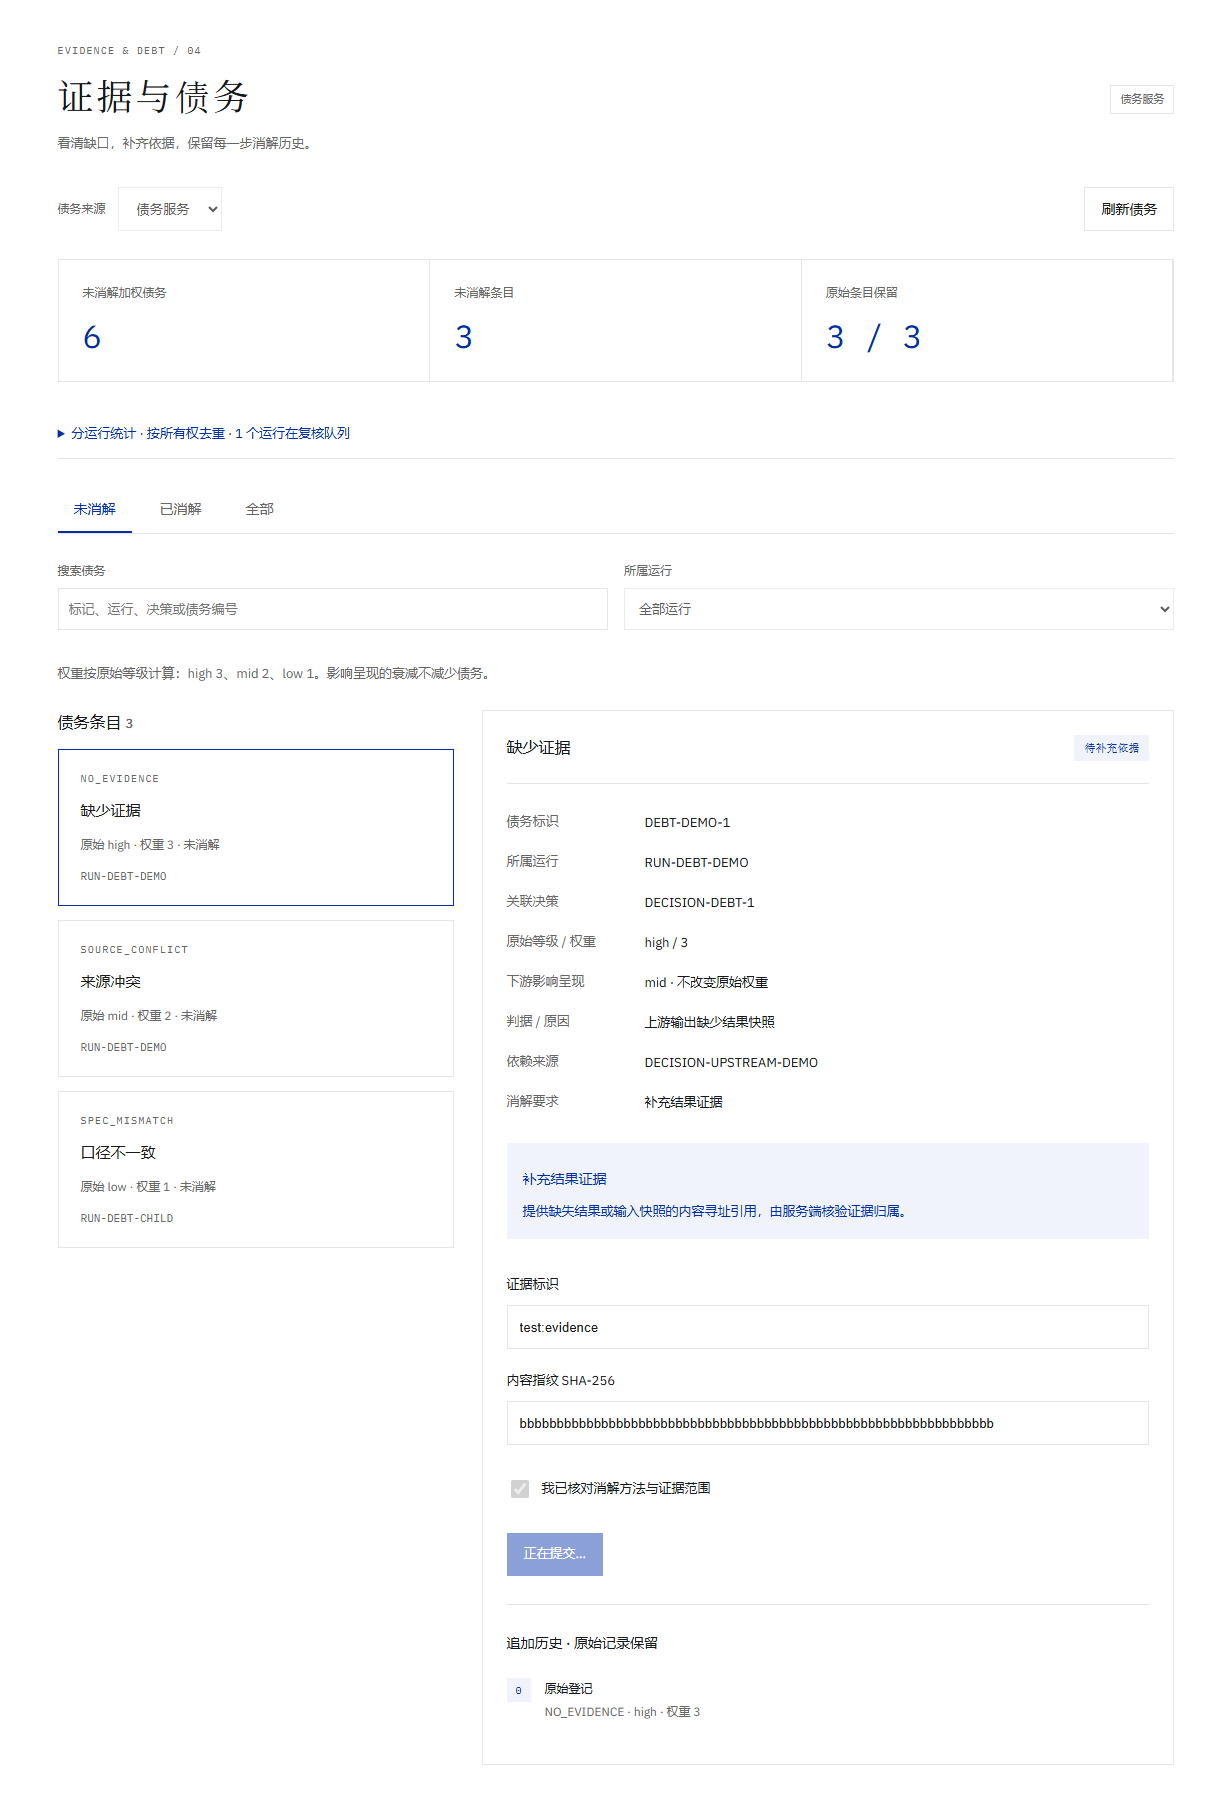 EVIDENCE & DEBT / 04
证据与债务
债务服务
看清缺口，补齐依据，保留每一步消解历史。
债务来源
债务服务
刷新债务
未消解加权债务
6
未消解条目
3
原始条目保留
3 / 3
▶ 分运行统计 · 按所有权去重 · 1 个运行在复核队列
未消解
已消解
全部
搜索债务
标记、运行、决策或债务编号
所属运行
全部运行
权重按原始等级计算：high 3、mid 2、low 1。影响呈现的衰减不减少债务。
债务条目 3
NO_EVIDENCE
缺少证据
原始 high · 权重 3 · 未消解
RUN-DEBT-DEMO
SOURCE_CONFLICT
来源冲突
原始 mid · 权重 2 · 未消解
RUN-DEBT-DEMO
SPEC_MISMATCH
口径不一致
原始 low · 权重 1 · 未消解
RUN-DEBT-CHILD
缺少证据
待补充依据
债务标识 DEBT-DEMO-1
所属运行 RUN-DEBT-DEMO
关联决策 DECISION-DEBT-1
原始等级 / 权重 high / 3
下游影响呈现 mid · 不改变原始权重
判据 / 原因 上游输出缺少结果快照
依赖来源 DECISION-UPSTREAM-DEMO
消解要求 补充结果证据
补充结果证据
提供缺失结果或输入快照的内容寻址引用，由服务端核验证据归属。
证据标识
test:evidence
内容指纹 SHA-256
bbbbbbbbbbbbbbbbbbbbbbbbbbbbbbbbbbbbbbbbbbbbbbbbbbbbbbbbbbbbbbbb
我已核对消解方法与证据范围
正在提交…
追加历史 · 原始记录保留
0
原始登记
NO_EVIDENCE · high · 权重 3